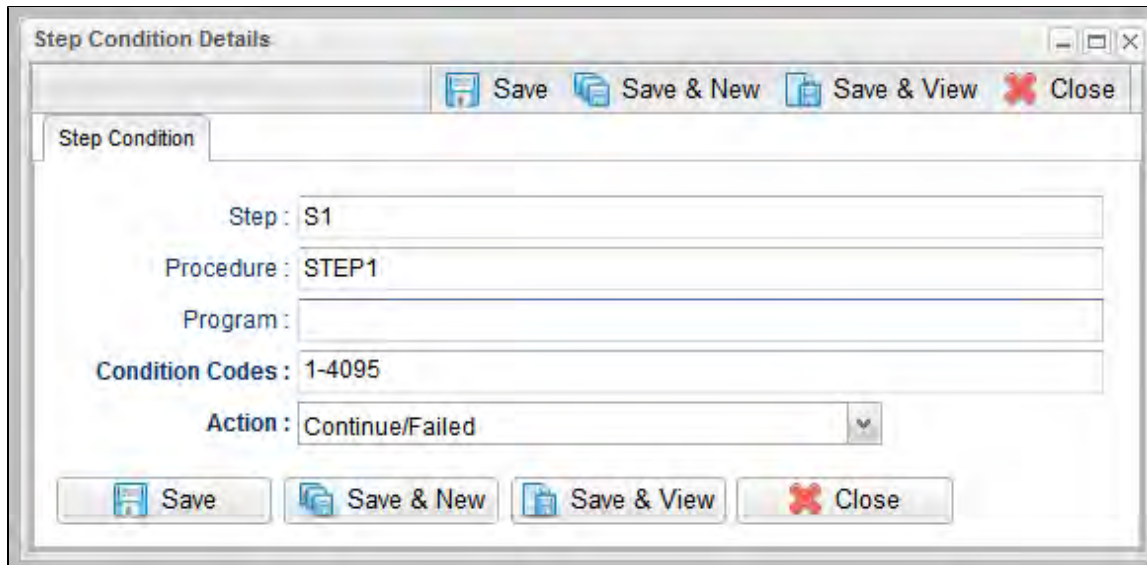 Step Condition Details
Save Save & New Save & View Close
Step Condition
Step : S1
Procedure : STEP1
Program :
Condition Codes : 1-4095
Action : Continue/Failed
Save Save & New Save & View Close